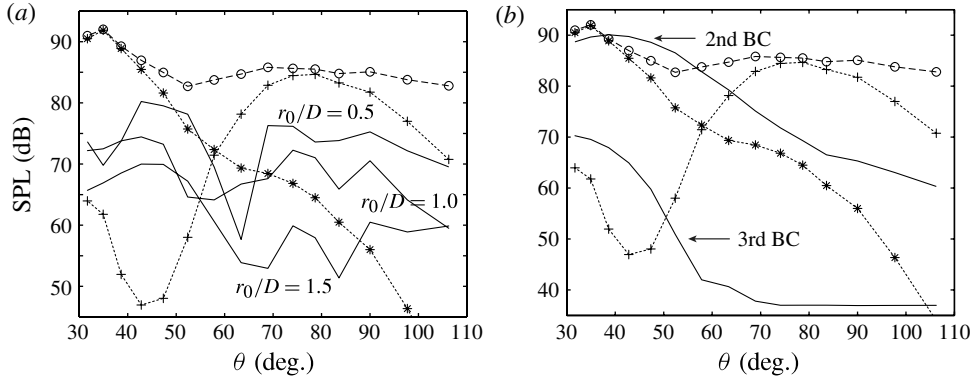 (a)
SPL (dB)
90
80
70
60
50
r0/D = 0.5
r0/D = 1.0
r0/D = 1.5
30 40 50 60 70 80 90 100 110
θ (deg.)
(b)
90
80
70
60
50
40
2nd BC
3rd BC
30 40 50 60 70 80 90 100 110
θ (deg.)